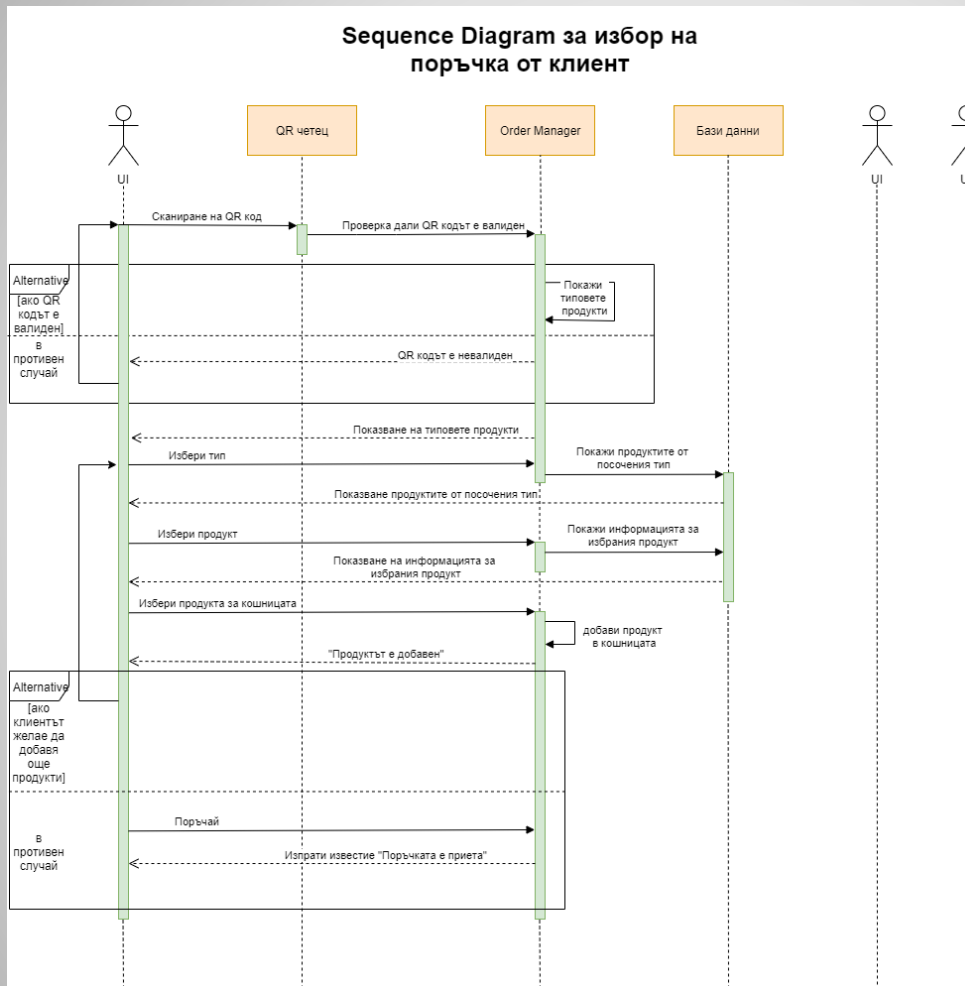 Sequence Diagram за избор на
поръчка от клиент
QR четец
Order Manager
Бази данни
UI
UI
Сканиране на QR код
Проверка дали QR кодът е валиден
Alternative
[ако QR
кодът е
валиден]
Покажи
типовете
продукти
в
противен
случай
QR кодът е невалиден
Показване на типовете продукти
Избери тип
Покажи продуктите от
посочения тип
Показване продуктите от посочения тип
Избери продукт
Покажи информацията за
избрания продукт
Показване на информацията за
избрания продукт
Избери продукта за кошницата
добави продукт
в кошницата
"Продуктът е добавен"
Alternative
[ако
клиентът
желае да
добавя
още
продукти]
Поръчай
в
противен
случай
Изпрати известие "Поръчката е приета"